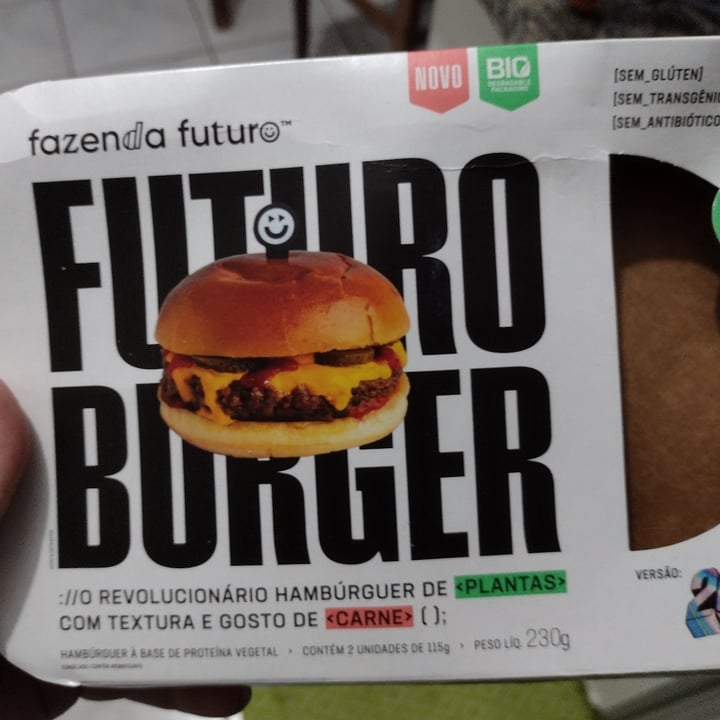 NOVO
BIO
DEGRADABLE
PACKAGING
[SEM_GLÚTEN]
[SEM_TRANSGÊNIC
[SEM_ANTIBIÓTICO
fazenda futuro™
FUTURO
BURGER
://O REVOLUCIONÁRIO HAMBÚRGUER DE <PLANTAS>
COM TEXTURA E GOSTO DE <CARNE> ( );
HAMBÚRGUER À BASE DE PROTEÍNA VEGETAL › CONTÉM 2 UNIDADES DE 115g › PESO LÍQ. 230g
VERSÃO: